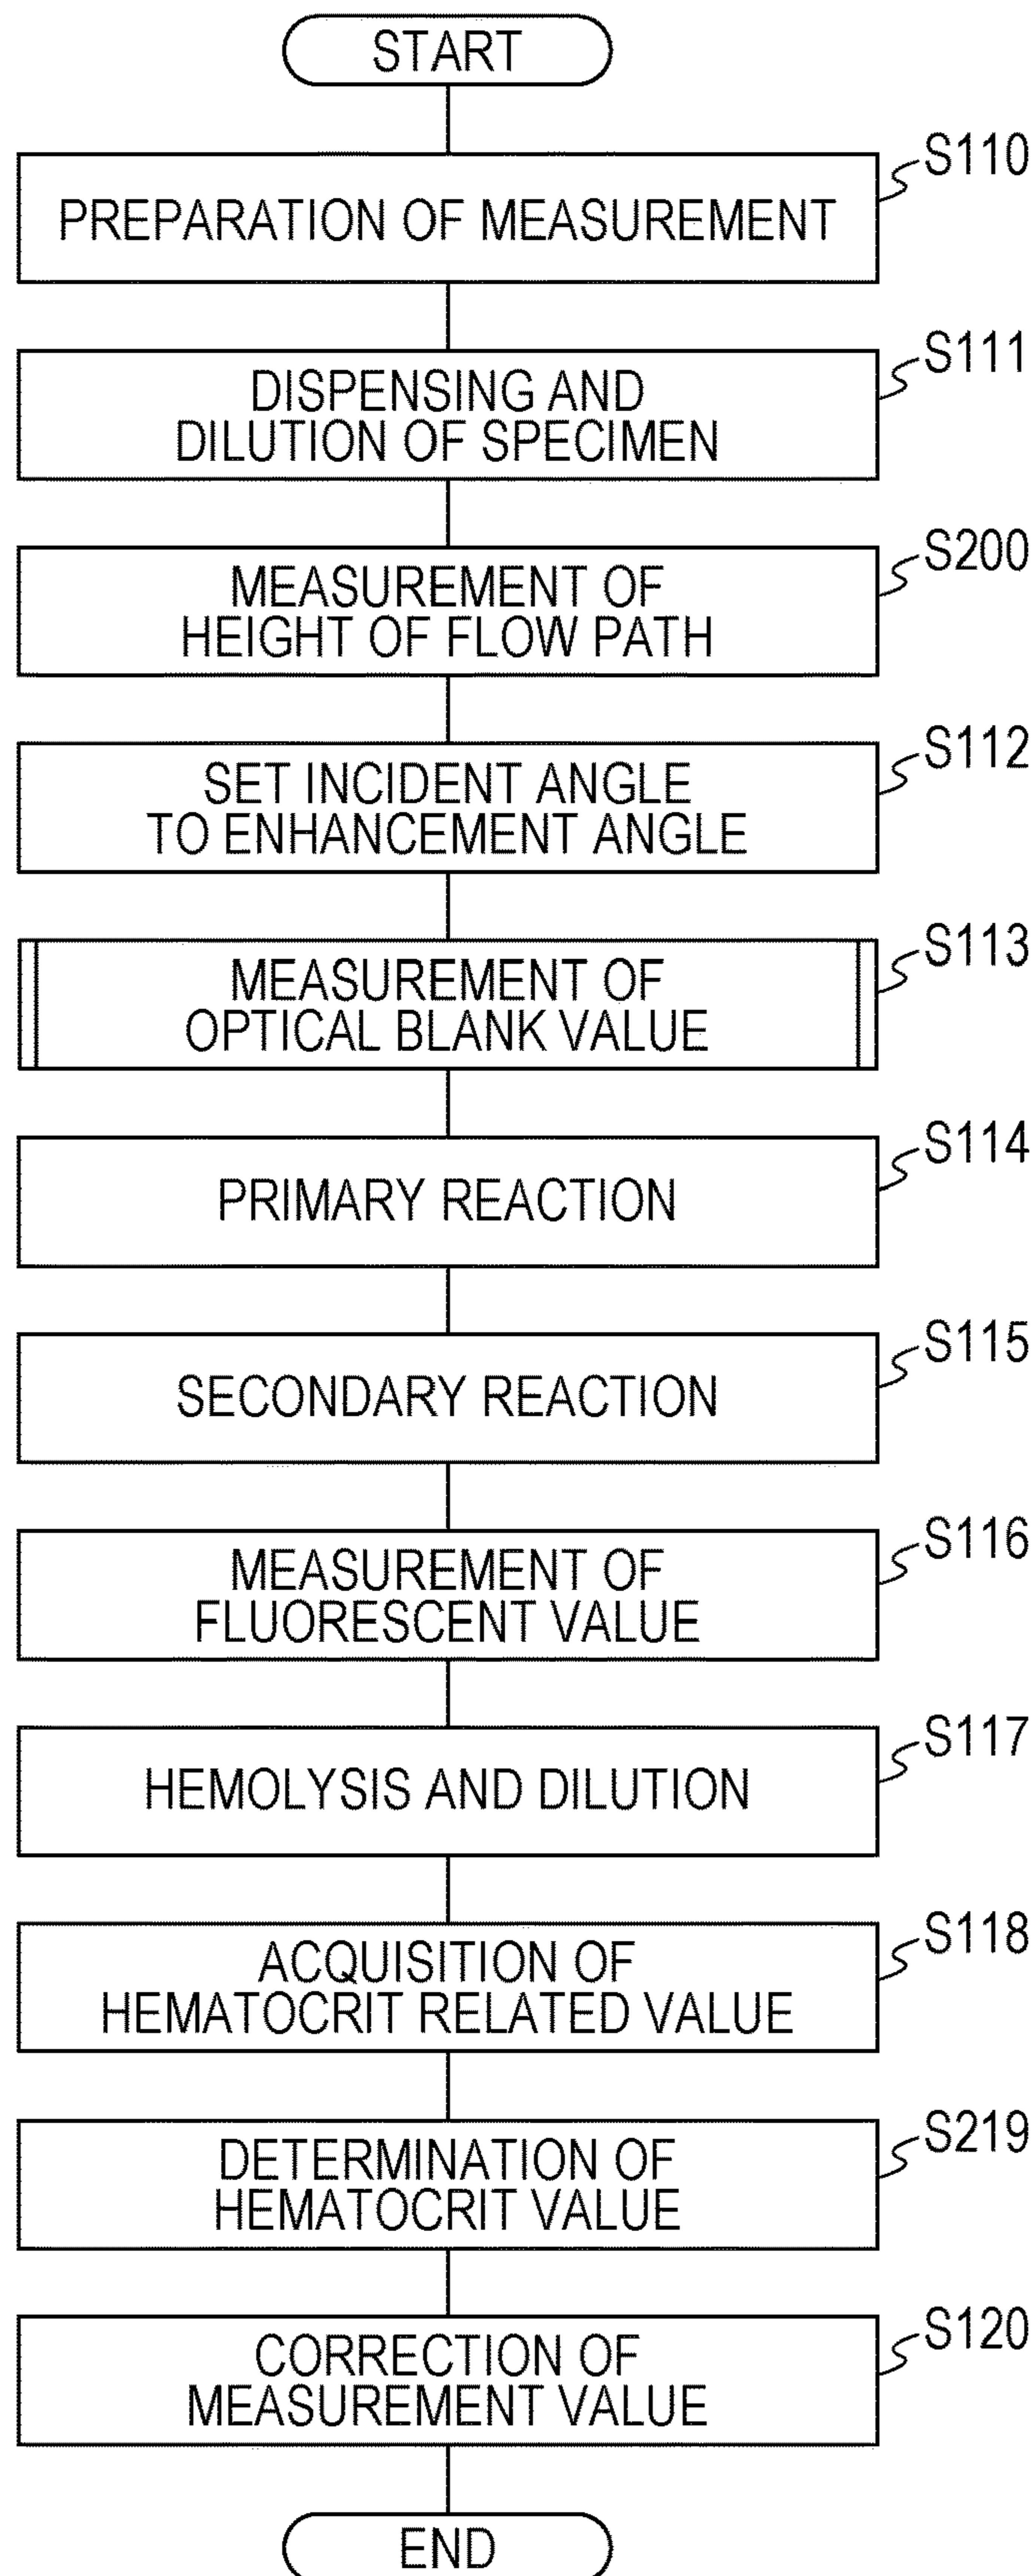 START
S110
PREPARATION OF MEASUREMENT
S111
DISPENSING AND
DILUTION OF SPECIMEN
S200
MEASUREMENT OF
HEIGHT OF FLOW PATH
S112
SET INCIDENT ANGLE
TO ENHANCEMENT ANGLE
S113
MEASUREMENT OF
OPTICAL BLANK VALUE
S114
PRIMARY REACTION
S115
SECONDARY REACTION
S116
MEASUREMENT OF
FLUORESCENT VALUE
S117
HEMOLYSIS AND DILUTION
S118
ACQUISITION OF
HEMATOCRIT RELATED VALUE
S219
DETERMINATION OF
HEMATOCRIT VALUE
S120
CORRECTION OF
MEASUREMENT VALUE
END